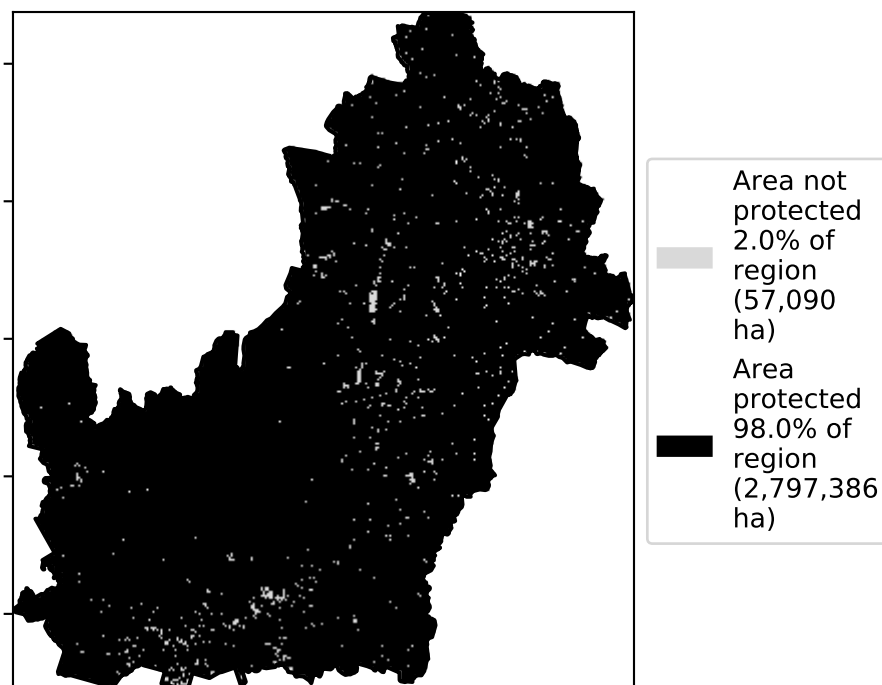 Area not
protected
2.0% of
region
(57,090
ha)
Area
protected
98.0% of
region
(2,797,386
ha)